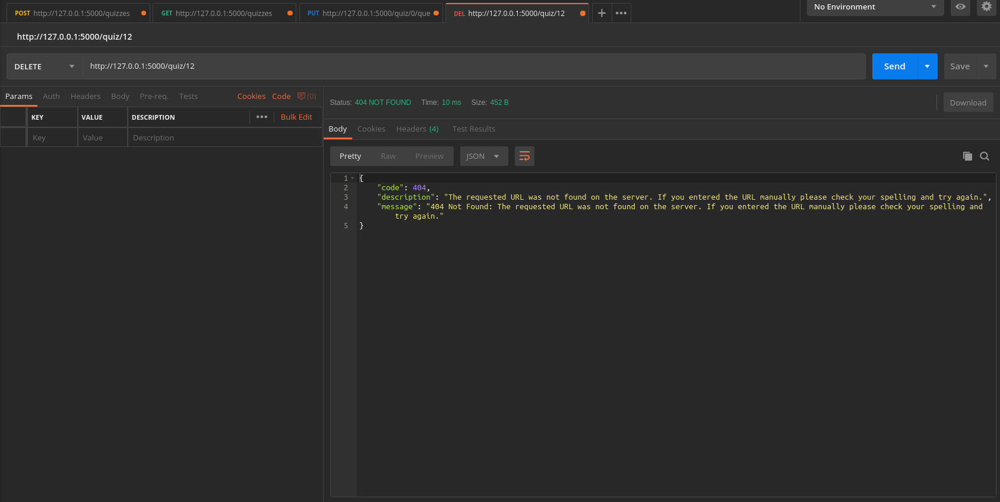 POST http://127.0.0.1:5000/quizzes GET http://127.0.0.1:5000/quizzes PUT http://127.0.0.1:5000/quiz/0/que DEL http://127.0.0.1:5000/quiz/12 No Environment
http://127.0.0.1:5000/quiz/12
DELETE http://127.0.0.1:5000/quiz/12 Send Save
Params Auth Headers Body Pre-req. Tests Cookies Code (0)
KEY VALUE DESCRIPTION Bulk Edit
Key Value Description
Status: 404 NOT FOUND Time: 10 ms Size: 452 B Download
Body Cookies Headers (4) Test Results
Pretty Raw Preview JSON
1 {
2 "code": 404,
3 "description": "The requested URL was not found on the server. If you entered the URL manually please check your spelling and try again.",
4 "message": "404 Not Found: The requested URL was not found on the server. If you entered the URL manually please check your spelling and
try again."
5 }